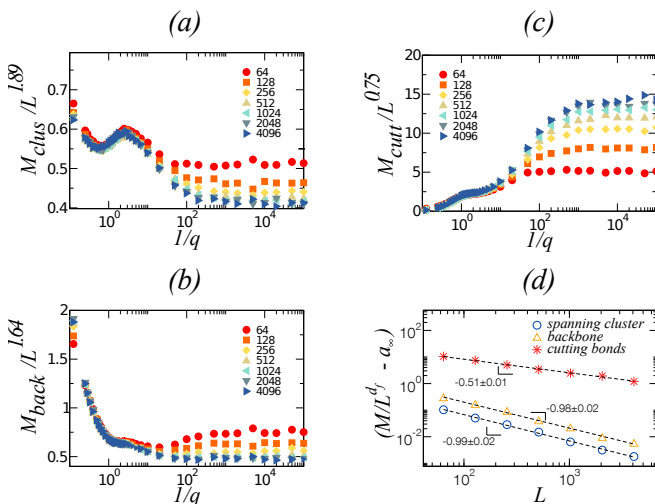 (a)
M_clus/L^1.89
0.7
0.6
0.5
0.4
64
128
256
512
1024
2048
4096
10^0 10^2 10^4
1/q
(c)
M_cutt/L^0.75
20
15
10
5
0
64
128
256
512
1024
2048
4096
10^0 10^2 10^4
1/q
(b)
M_back/L^1.64
2
1.5
1
0.5
64
128
256
512
1024
2048
4096
10^0 10^2 10^4
1/q
(d)
(M/L^d_f - a_∞)
10^2
10^0
10^-2
spanning cluster
backbone
cutting bonds
-0.51±0.01
-0.98±0.02
-0.99±0.02
10^2 10^3
L